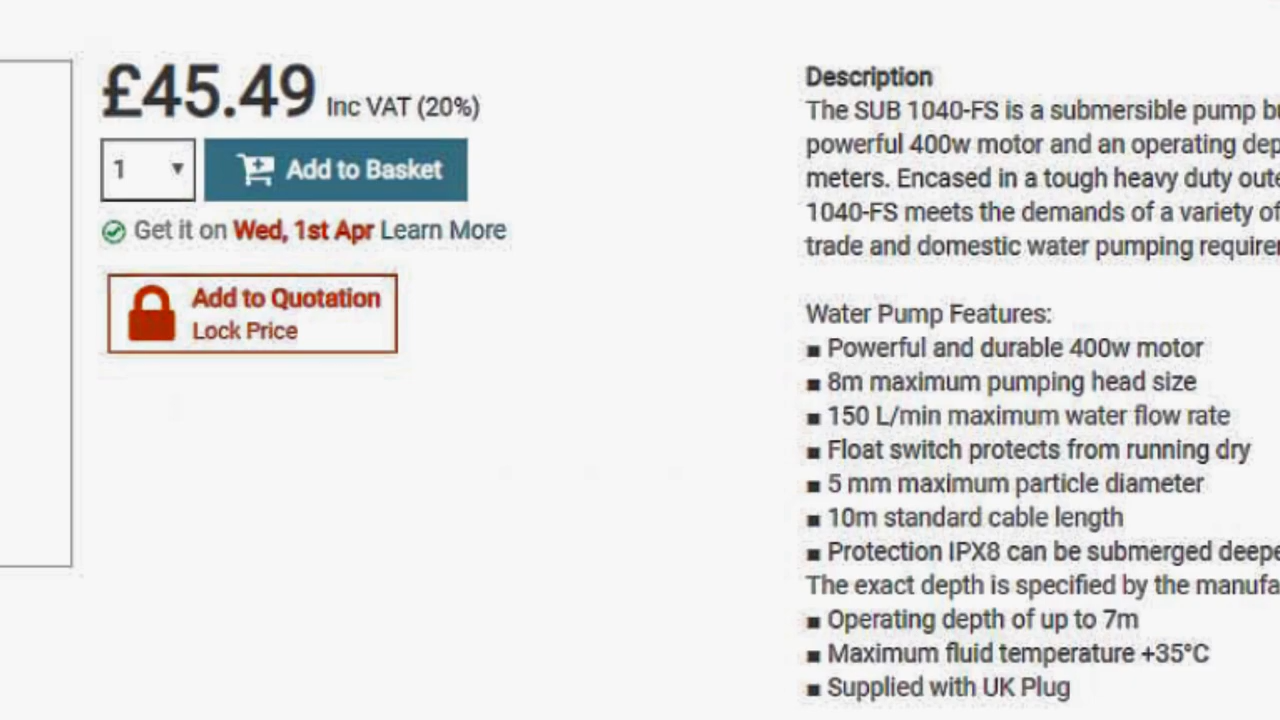 £45.49 Inc VAT (20%)
1
Add to Basket
Get it on Wed, 1st Apr Learn More
Add to Quotation
Lock Price
Description
The SUB 1040-FS is a submersible pump
powerful 400w motor and an operating
meters. Encased in a tough heavy duty
1040-FS meets the demands of a variety of
trade and domestic water pumping
Water Pump Features:
■ Powerful and durable 400w motor
■ 8m maximum pumping head size
■ 150 L/min maximum water flow rate
■ Float switch protects from running dry
■ 5 mm maximum particle diameter
■ 10m standard cable length
■ Protection IPX8 can be submerged
The exact depth is specified by the
■ Operating depth of up to 7m
■ Maximum fluid temperature +35°C
■ Supplied with UK Plug